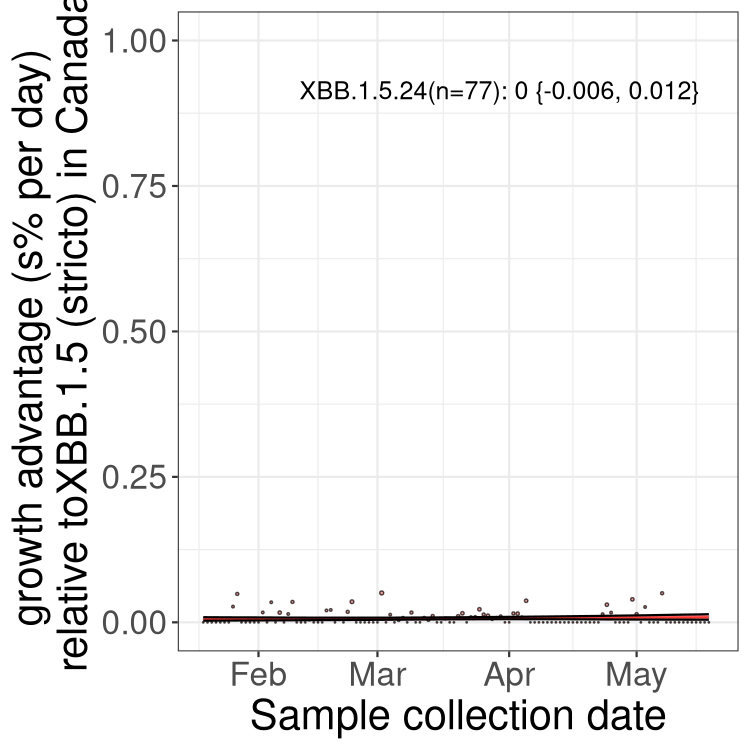 growth advantage (s% per day)
relative toXBB.1.5 (stricto) in Canada
1.00
XBB.1.5.24(n=77): 0 {-0.006, 0.012}
0.75
0.50
0.25
0.00
Feb Mar Apr May
Sample collection date